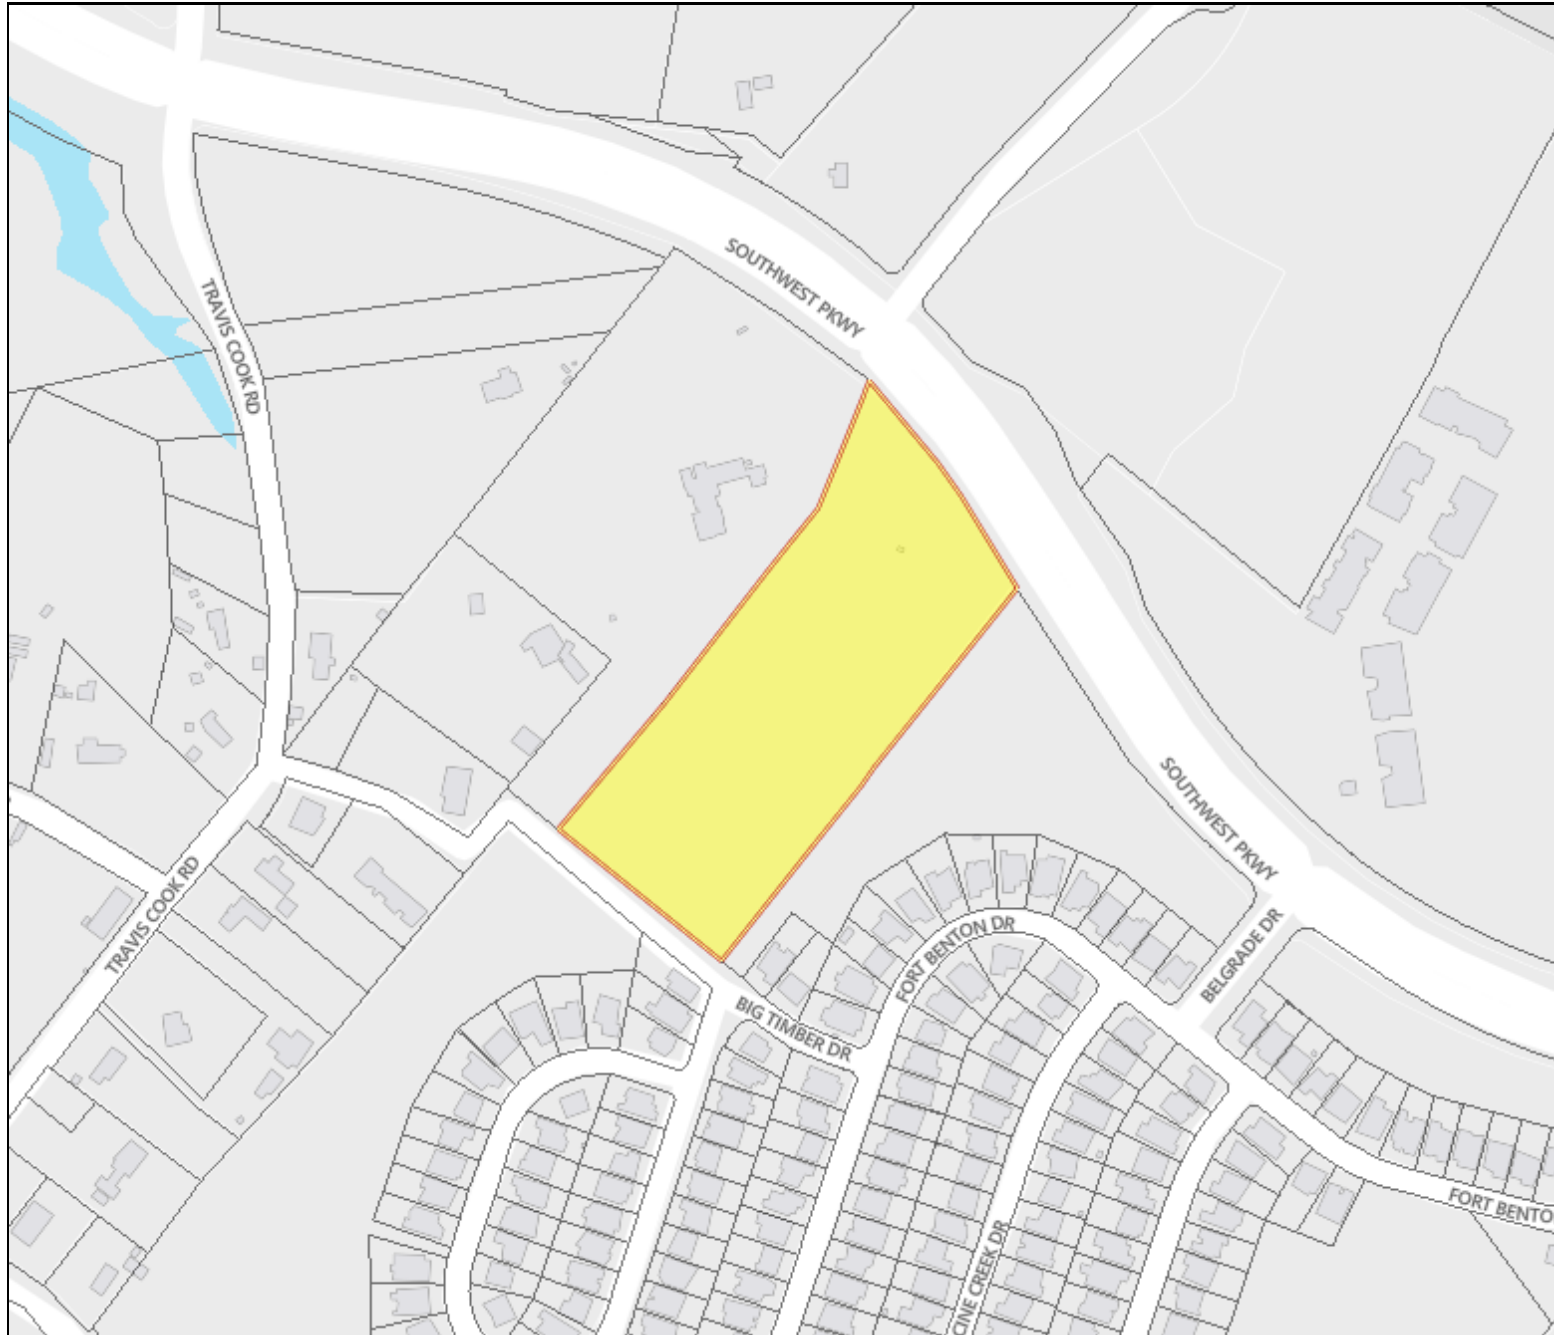 SOUTHWEST PKWY
TRAVIS COOK RD
SOUTHWEST PKWY
TRAVIS COOK RD
FORT BENTON DR
BELGRADE DR
BIG TIMBER DR
FORT BENTO
CINE CREEK DR